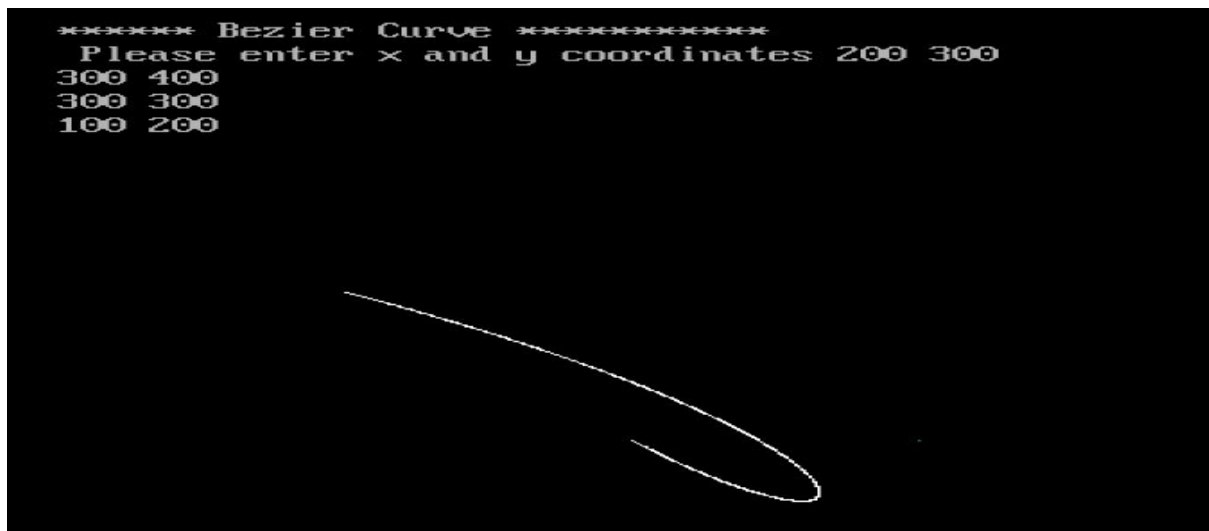 ****** Bezier Curve ***********
Please enter x and y coordinates 200 300
300 400
300 300
100 200